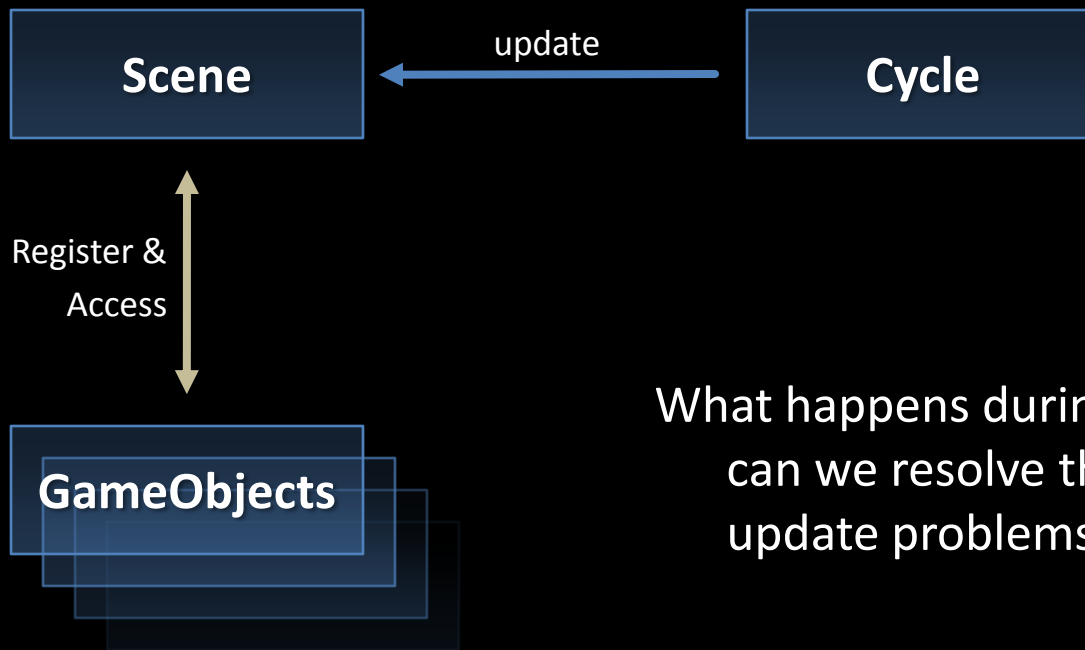 Scene
update
Cycle
Register &
Access
GameObjects
What happens durin
can we resolve th
update problems